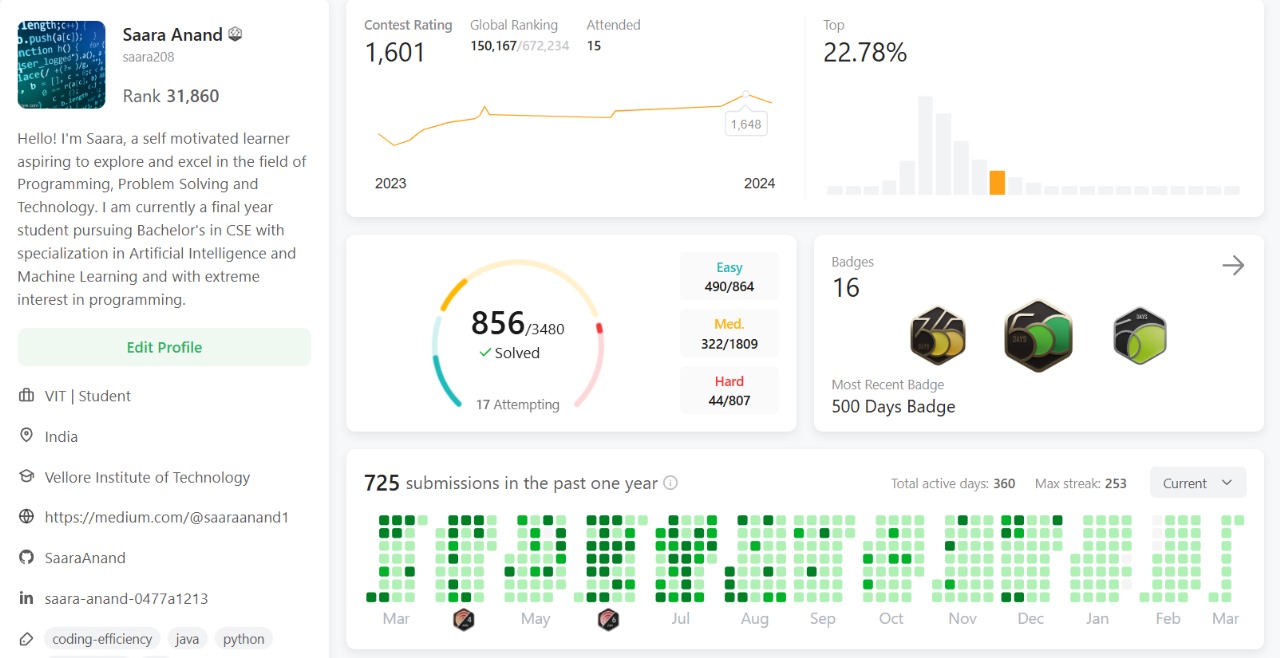 Saara Anand
saara208
Rank 31,860
Hello! I'm Saara, a self motivated learner
aspiring to explore and excel in the field of
Programming, Problem Solving and
Technology. I am currently a final year
student pursuing Bachelor's in CSE with
specialization in Artificial Intelligence and
Machine Learning and with extreme
interest in programming.
Edit Profile
VIT | Student
India
Vellore Institute of Technology
https://medium.com/@saaraanand1
SaaraAnand
saara-anand-0477a1213
coding-efficiency java python
Contest Rating Global Ranking Attended
1,601 150,167/672,234 15
1,648
2023 2024
Top
22.78%
856/3480
Solved
17 Attempting
Easy
490/864
Med.
322/1809
Hard
44/807
Badges
16
Most Recent Badge
500 Days Badge
725 submissions in the past one year
Total active days: 360 Max streak: 253 Current
Mar May Jul Aug Sep Oct Nov Dec Jan Feb Mar